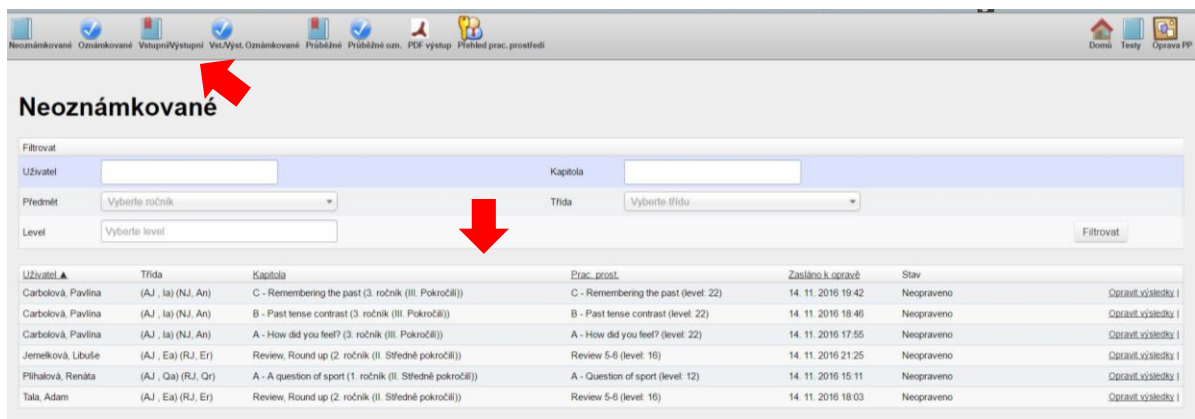 Neoznámkované Oznámkované Vstupní/Výstupní Vst./Výst. Oznámkované Průběžné Průběžné ozn. PDF výstup Přehled prac. prostředí Domů Testy Oprava PP
Neoznámkované
Filtrovat
Uživatel Kapitola
Předmět Vyberte ročník Třída Vyberte třídu
Level Vyberte level Filtrovat
Uživatel ▲ Třída Kapitola Prac. prost. Zasláno k opravě Stav
Carbolová, Pavlína (AJ , Ia) (NJ, An) C - Remembering the past (3. ročník (III. Pokročilí)) C - Remembering the past (level: 22) 14. 11. 2016 19:42 Neopraveno Opravit výsledky |
Carbolová, Pavlína (AJ , Ia) (NJ, An) B - Past tense contrast (3. ročník (III. Pokročilí)) B - Past tense contrast (level: 22) 14. 11. 2016 18:46 Neopraveno Opravit výsledky |
Carbolová, Pavlína (AJ , Ia) (NJ, An) A - How did you feel? (3. ročník (III. Pokročilí)) A - How did you feel? (level: 22) 14. 11. 2016 17:55 Neopraveno Opravit výsledky |
Jemelková, Libuše (AJ , Ea) (RJ, Er) Review, Round up (2. ročník (II. Středně pokročilí)) Review 5-6 (level: 16) 14. 11. 2016 21:25 Neopraveno Opravit výsledky |
Plíhalová, Renáta (AJ , Qa) (RJ, Qr) A - A question of sport (1. ročník (II. Středně pokročilí)) A - Question of sport (level: 12) 14. 11. 2016 15:11 Neopraveno Opravit výsledky |
Tala, Adam (AJ , Ea) (RJ, Er) Review, Round up (2. ročník (II. Středně pokročilí)) Review 5-6 (level: 16) 14. 11. 2016 18:03 Neopraveno Opravit výsledky |